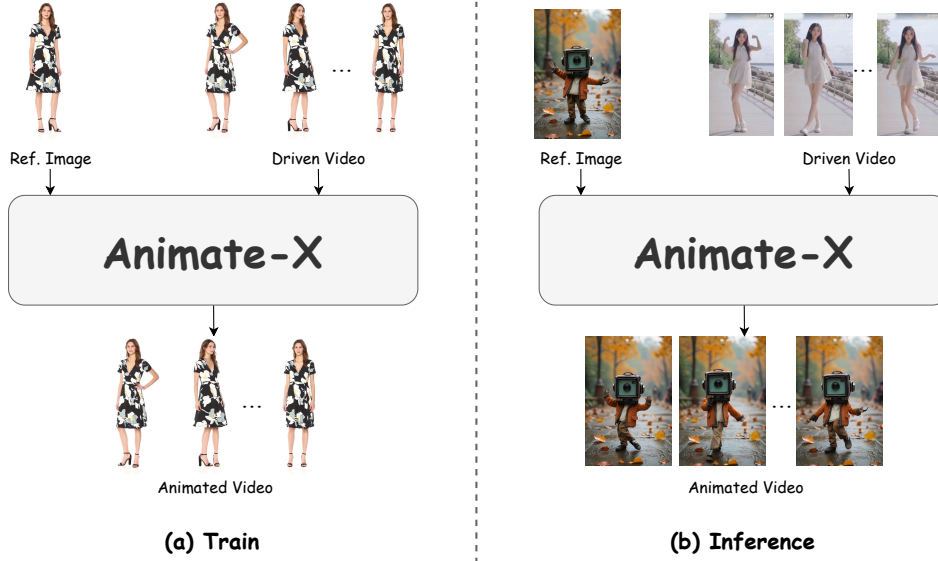 ...
...
Ref. Image
Driven Video
Ref. Image
Driven Video
Animate-X
Animate-X
...
...
Animated Video
Animated Video
(a) Train
(b) Inference